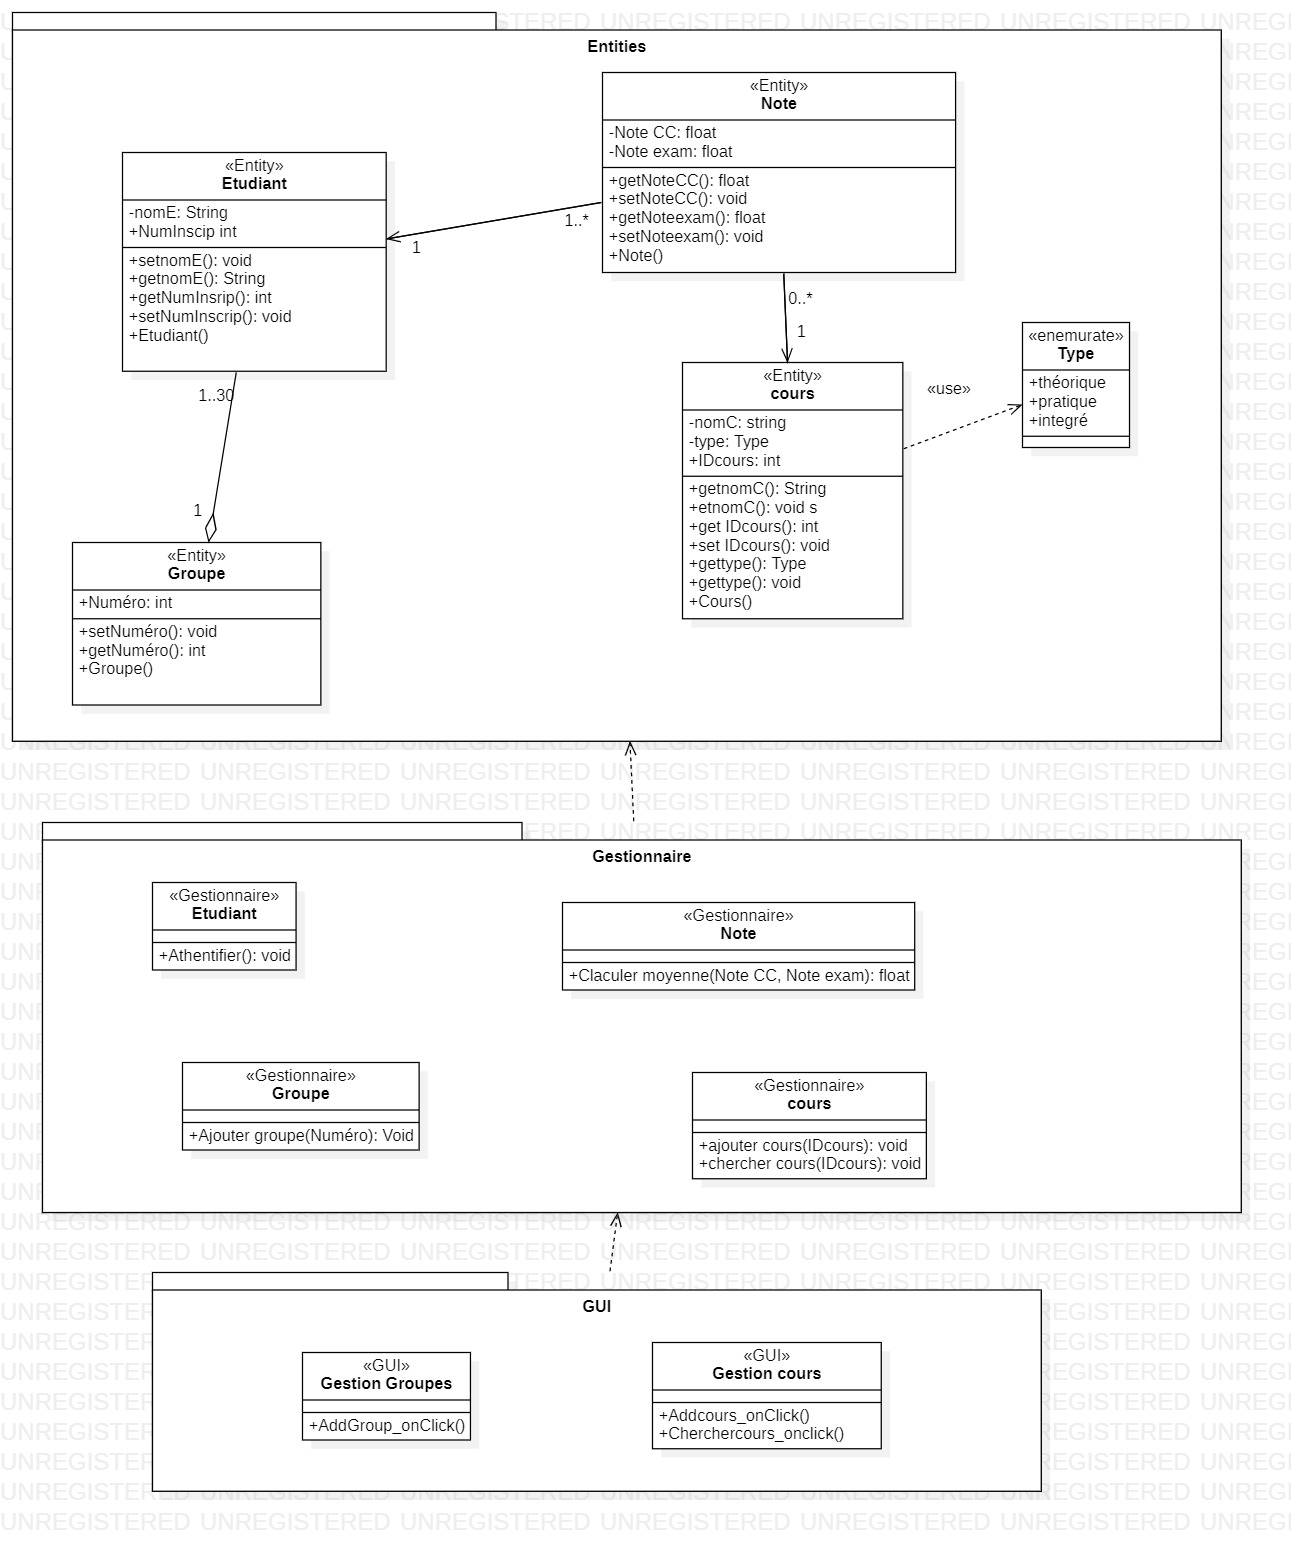 Entities
«Entity»
Note
-Note CC: float
-Note exam: float
+getNoteCC(): float
+setNoteCC(): void
+getNoteexam(): float
+setNoteexam(): void
+Note()
«Entity»
Etudiant
-nomE: String
+NumInscip int
+setnomE(): void
+getnomE(): String
+getNumInsrip(): int
+setNumInscrip(): void
+Etudiant()
1..*
1
0..*
1
«enemurate»
Type
+théorique
+pratique
+integré
«use»
«Entity»
cours
-nomC: string
-type: Type
+IDcours: int
+getnomC(): String
+etnomC(): void s
+get IDcours(): int
+set IDcours(): void
+gettype(): Type
+gettype(): void
+Cours()
1..30
1
«Entity»
Groupe
+Numéro: int
+setNuméro(): void
+getNuméro(): int
+Groupe()
Gestionnaire
«Gestionnaire»
Etudiant
+Athentifier(): void
«Gestionnaire»
Note
+Claculer moyenne(Note CC, Note exam): float
«Gestionnaire»
Groupe
+Ajouter groupe(Numéro): Void
«Gestionnaire»
cours
+ajouter cours(IDcours): void
+chercher cours(IDcours): void
GUI
«GUI»
Gestion Groupes
+AddGroup_onClick()
«GUI»
Gestion cours
+Addcours_onClick()
+Cherchercours_onclick()
UNREGISTERED